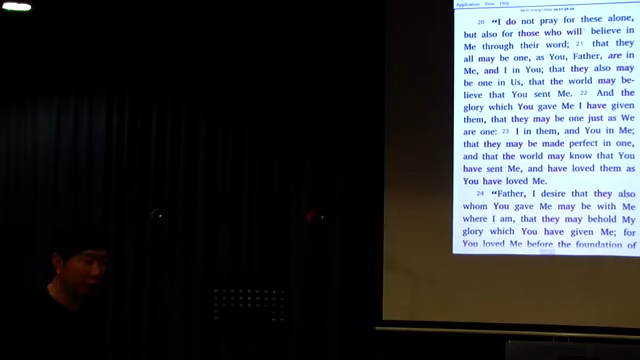 Application View Help
20 "I do not pray for these alone,
but also for those who will believe in
Me through their word; 21 that they
all may be one, as You, Father, are in
Me, and I in You; that they also may
be one in Us, that the world may be-
lieve that You sent Me. 22 And the
glory which You gave Me I have given
them, that they may be one just as We
are one: 23 I in them, and You in Me;
that they may be made perfect in one,
and that the world may know that You
have sent Me, and have loved them as
You have loved Me.
24 "Father, I desire that they also
whom You gave Me may be with Me
where I am, that they may behold My
glory which You have given Me; for
You loved Me before the foundation of